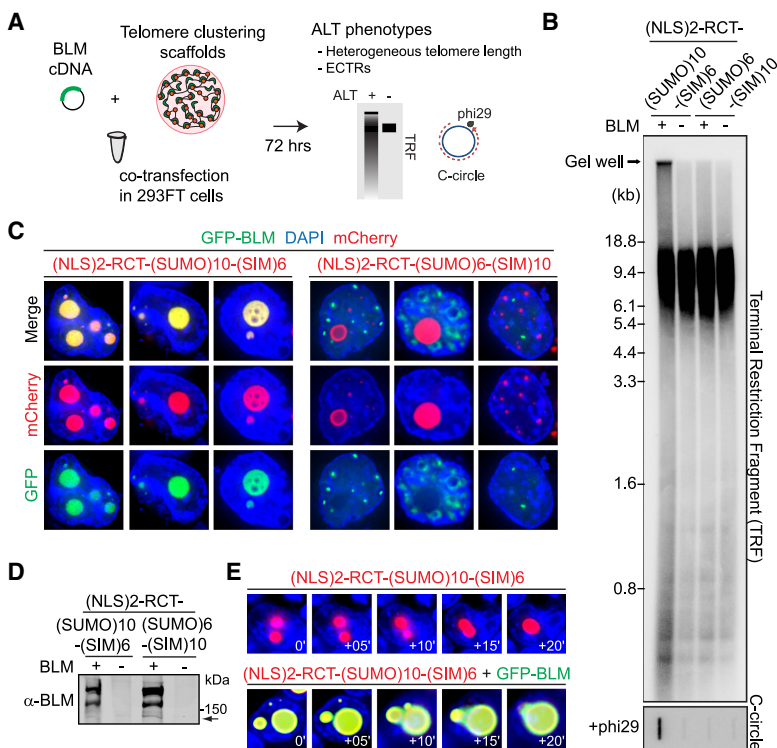 A
BLM
cDNA
+
Telomere clustering
scaffolds
co-transfection
in 293FT cells
72 hrs
ALT phenotypes
- Heterogeneous telomere length
- ECTRs
ALT + -
TRF
phi29
C-circle
B
(NLS)2-RCT-
(SUMO)10
-(SIM)6
(SUMO)6
-(SIM)10
BLM + - + -
Gel well
(kb)
18.8
9.4
6.1
5.4
4.4
3.3
1.6
0.8
Terminal Restriction Fragment (TRF)
+phi29
C-circle
C
GFP-BLM DAPI mCherry
(NLS)2-RCT-(SUMO)10-(SIM)6
(NLS)2-RCT-(SUMO)6-(SIM)10
Merge
mCherry
GFP
D
(NLS)2-RCT-
(SUMO)10 (SUMO)6
-(SIM)6 -(SIM)10
BLM + - + - kDa
α-BLM
150
E
(NLS)2-RCT-(SUMO)10-(SIM)6
0' +05' +10' +15' +20'
(NLS)2-RCT-(SUMO)10-(SIM)6 + GFP-BLM
0' +05' +10' +15' +20'